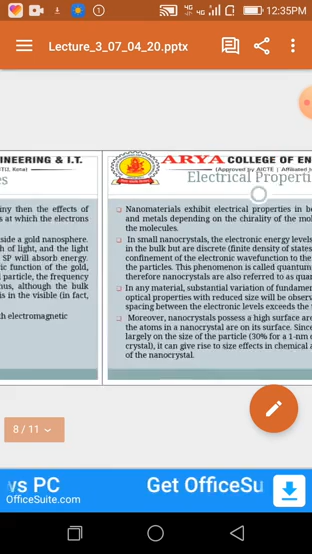 4G
4G
12:35PM
Lecture_3_07_04_20.pptx
INEERING & I.T.
es
iny then the effects of
s at which the electrons
side a gold nanosphere.
h of light, and the light
SP will absorb energy.
ic function of the gold,
l particle, the frequency
nus, although the bulk
is in the visible (in fact,
th electromagnetic
ARYA COLLEGE OF EN
(Approved by AICTE | Affiliated
Electrical Properti
Nanomaterials exhibit electrical properties in be
and metals depending on the chirality of the mol
the molecules.
In small nanocrystals, the electronic energy levels
in the bulk but are discrete (finite density of states
confinement of the electronic wavefunction to the
the particles. This phenomenon is called quantum
therefore nanocrystals are also referred to as quan
In any material, substantial variation of fundamen
optical properties with reduced size will be observ
spacing between the electronic levels exceeds the t
Moreover, nanocrystals possess a high surface are
the atoms in a nanocrystal are on its surface. Since
largely on the size of the particle (30% for a 1-nm c
crystal), it can give rise to size effects in chemical a
of the nanocrystal.
8 / 11
vs PC
Get OfficeSu
OfficeSuite.com